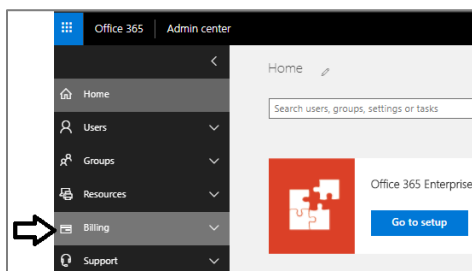 Office 365 Admin center
Home
Home
Search users, groups, settings or tasks
Users
Groups
Resources
Office 365 Enterprise
Go to setup
Billing
Support